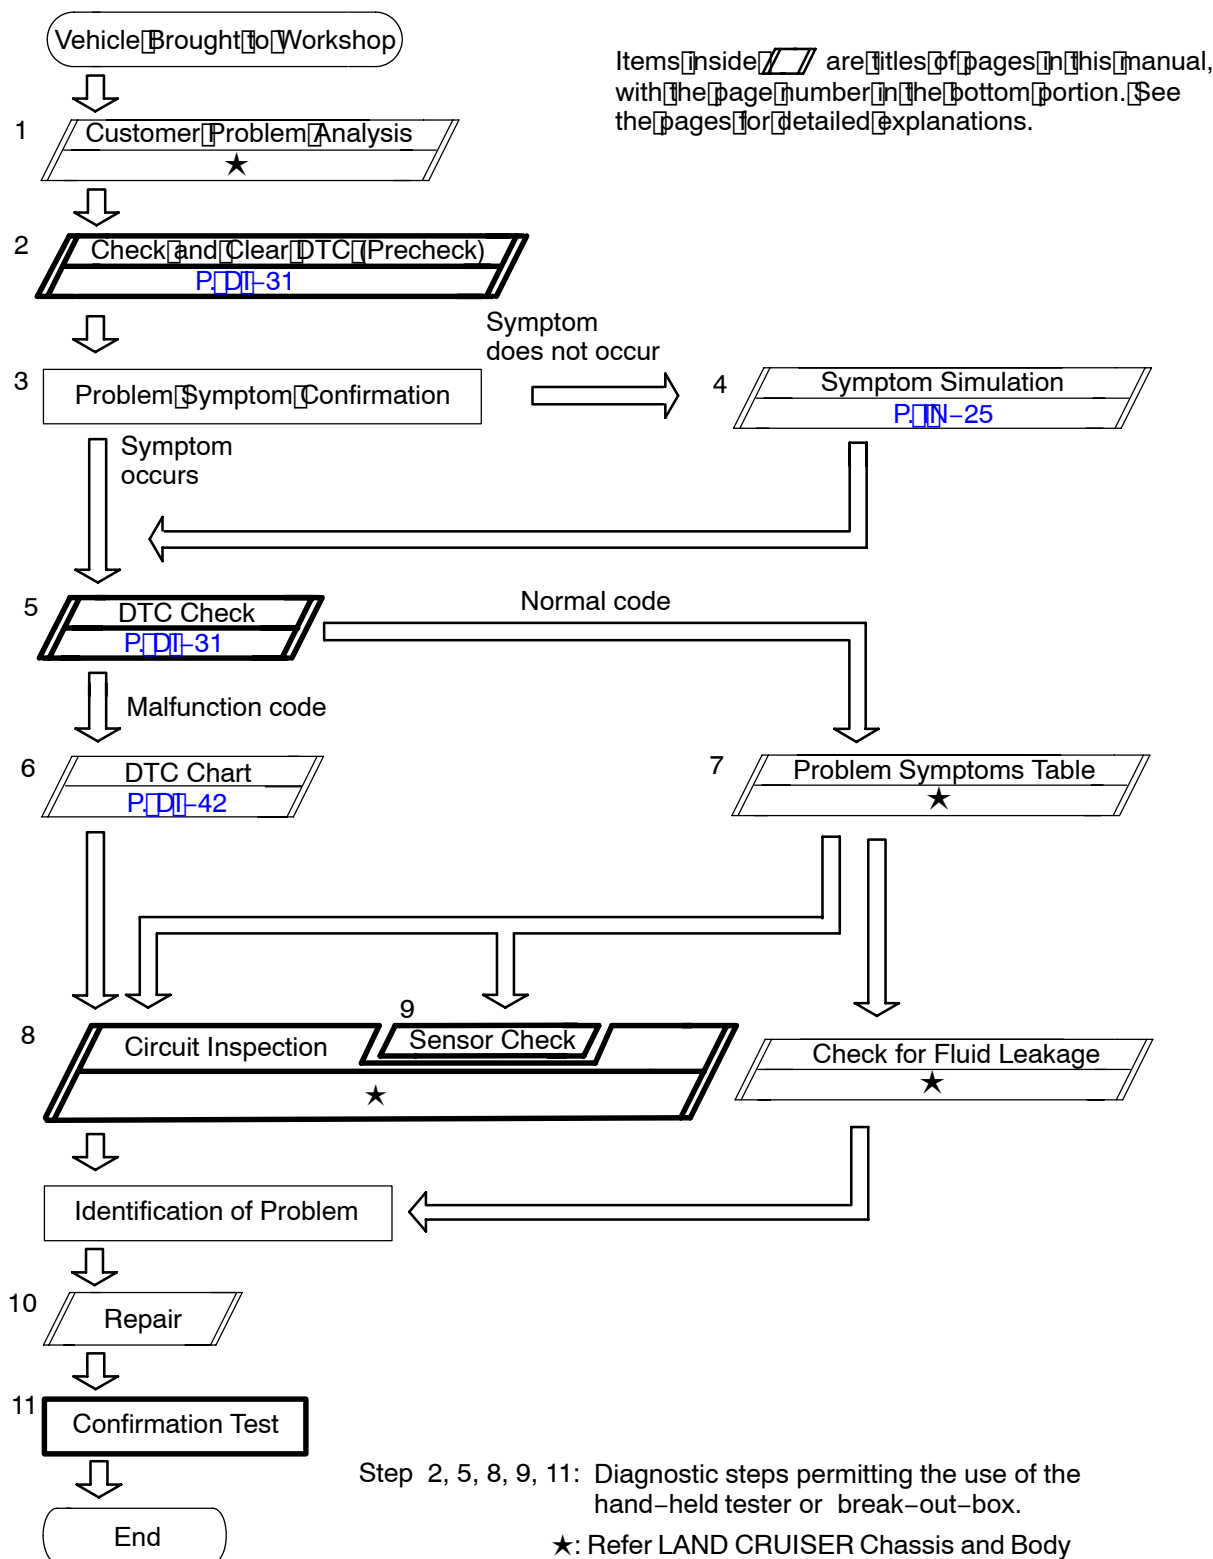 Vehicle Brought to Workshop
Items inside are titles of pages in this manual,
with the page number in the bottom portion. See
the pages for detailed explanations.
1
Customer Problem Analysis
★
2
Check and Clear DTC (Precheck)
P. DI–31
Symptom
does not occur
3
Problem Symptom Confirmation
4
Symptom Simulation
P. IN–25
Symptom
occurs
5
DTC Check
P. DI–31
Normal code
Malfunction code
6
DTC Chart
P. DI–42
7
Problem Symptoms Table
★
8
Circuit Inspection
9
Sensor Check
★
Check for Fluid Leakage
★
Identification of Problem
10
Repair
11
Confirmation Test
Step 2, 5, 8, 9, 11: Diagnostic steps permitting the use of the
hand–held tester or break–out–box.
End
★: Refer LAND CRUISER Chassis and Body